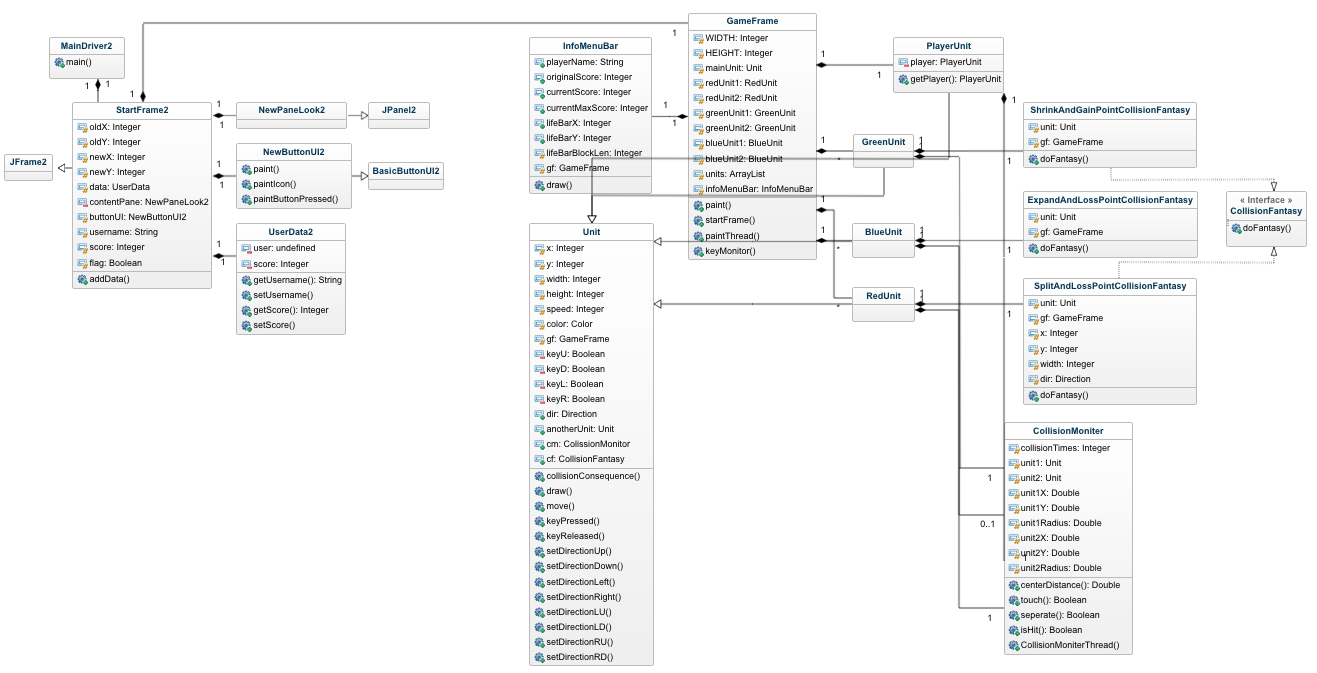 MainDriver2
main()
1
1
StartFrame2
oldX: Integer
oldY: Integer
newX: Integer
newY: Integer
data: UserData
contentPane: NewPaneLook2
buttonUI: NewButtonUI2
username: String
score: Integer
flag: Boolean
addData()
JFrame2
1
1
1
NewPaneLook2
JPanel2
1
1
NewButtonUI2
paint()
paintIcon()
paintButtonPressed()
BasicButtonUI2
1
1
UserData2
user: undefined
score: Integer
getUsername(): String
setUsername()
getScore(): Integer
setScore()
InfoMenuBar
playerName: String
originalScore: Integer
currentScore: Integer
currentMaxScore: Integer
lifeBarX: Integer
lifeBarY: Integer
lifeBarBlockLen: Integer
gf: GameFrame
draw()
1
1
1
GameFrame
WIDTH: Integer
HEIGHT: Integer
mainUnit: Unit
redUnit1: RedUnit
redUnit2: RedUnit
greenUnit1: GreenUnit
greenUnit2: GreenUnit
blueUnit1: BlueUnit
blueUnit2: BlueUnit
units: ArrayList
infoMenuBar: InfoMenuBar
paint()
startFrame()
paintThread()
keyMonitor()
Unit
x: Integer
y: Integer
width: Integer
height: Integer
speed: Integer
color: Color
gf: GameFrame
keyU: Boolean
keyD: Boolean
keyL: Boolean
keyR: Boolean
dir: Direction
anotherUnit: Unit
cm: ColissionMonitor
cf: CollisionFantasy
collisionConsequence()
draw()
move()
keyPressed()
keyReleased()
setDirectionUp()
setDirectionDown()
setDirectionLeft()
setDirectionRight()
setDirectionLU()
setDirectionLD()
setDirectionRU()
setDirectionRD()
1
1
PlayerUnit
player: PlayerUnit
getPlayer(): PlayerUnit
1
1
*
GreenUnit
1
1
1
*
BlueUnit
1
1
1
1
*
RedUnit
1
1
1
ShrinkAndGainPointCollisionFantasy
unit: Unit
gf: GameFrame
doFantasy()
ExpandAndLossPointCollisionFantasy
unit: Unit
gf: GameFrame
doFantasy()
« Interface »
CollisionFantasy
doFantasy()
SplitAndLossPointCollisionFantasy
unit: Unit
gf: GameFrame
x: Integer
y: Integer
width: Integer
dir: Direction
doFantasy()
1
0..1
1
1
CollisionMoniter
collisionTimes: Integer
unit1: Unit
unit2: Unit
unit1X: Double
unit1Y: Double
unit1Radius: Double
unit2X: Double
unit2Y: Double
unit2Radius: Double
centerDistance(): Double
touch(): Boolean
seperate(): Boolean
isHit(): Boolean
CollisionMoniterThread()